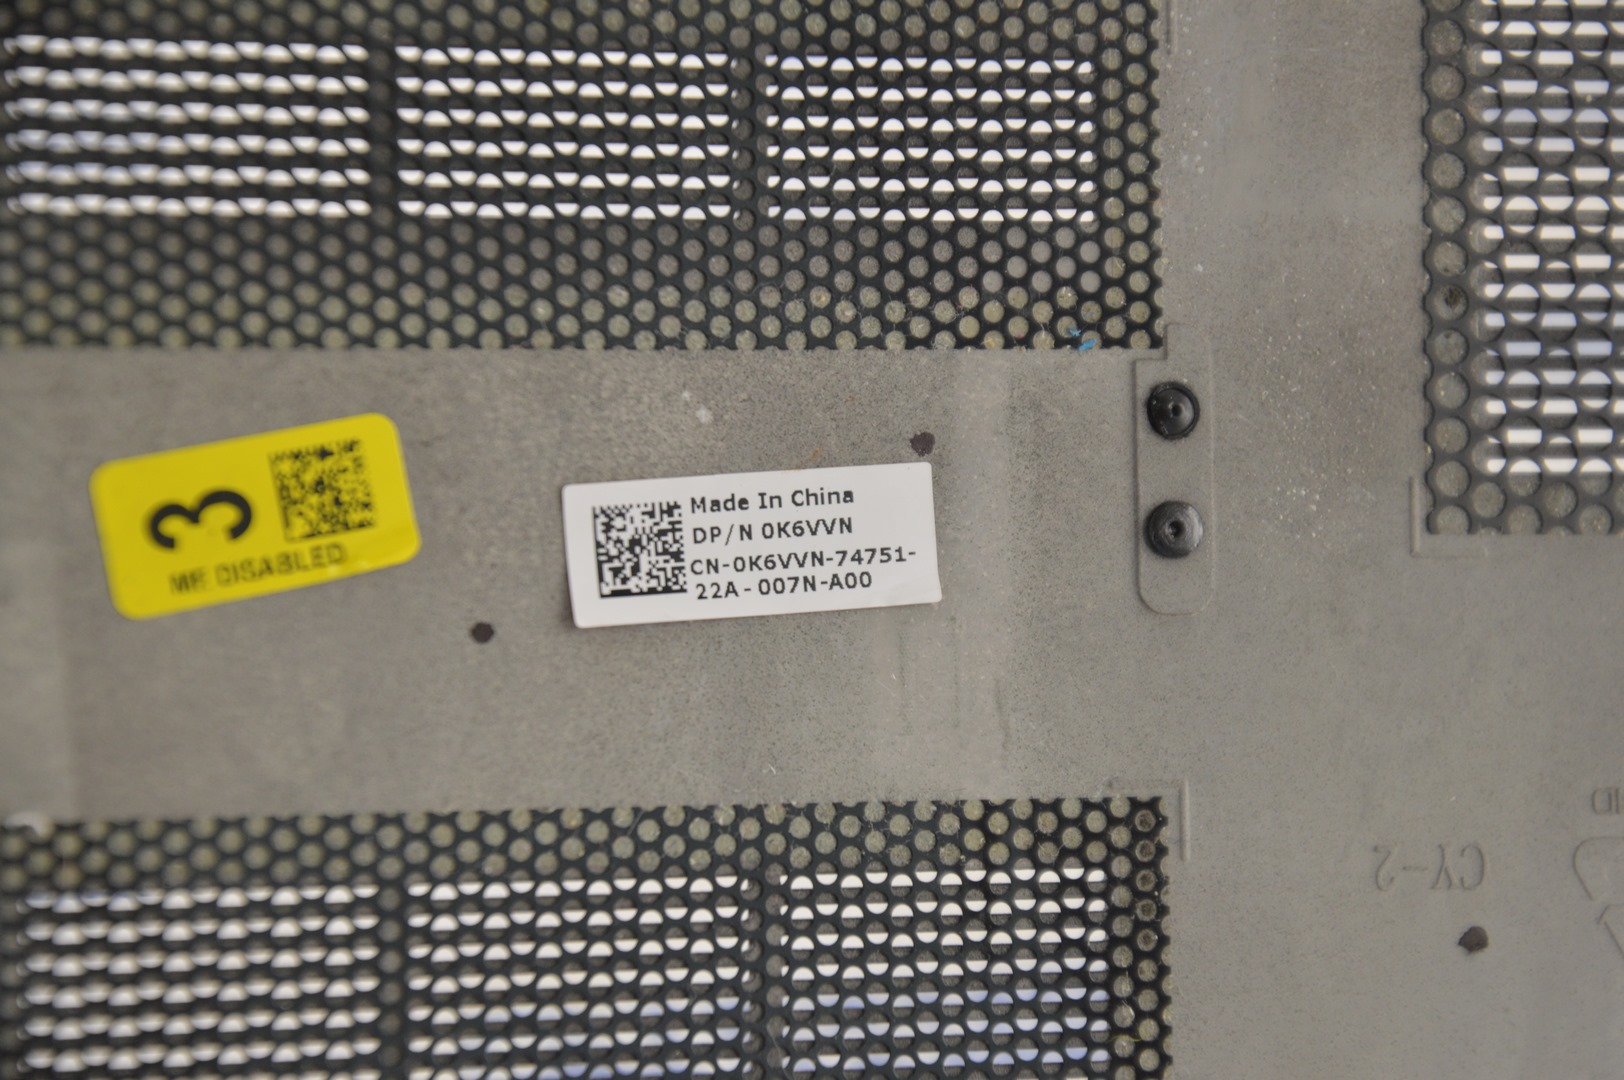 3
ME DISABLED
Made In China
DP/N 0K6VVN
CN-0K6VVN-74751-
22A-007N-A00
CY-2